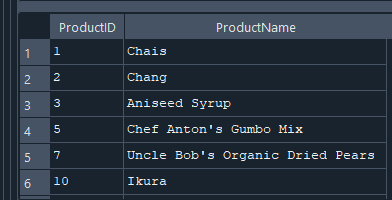 ProductID ProductName
1 1 Chais
2 2 Chang
3 3 Aniseed Syrup
4 5 Chef Anton's Gumbo Mix
5 7 Uncle Bob's Organic Dried Pears
6 10 Ikura